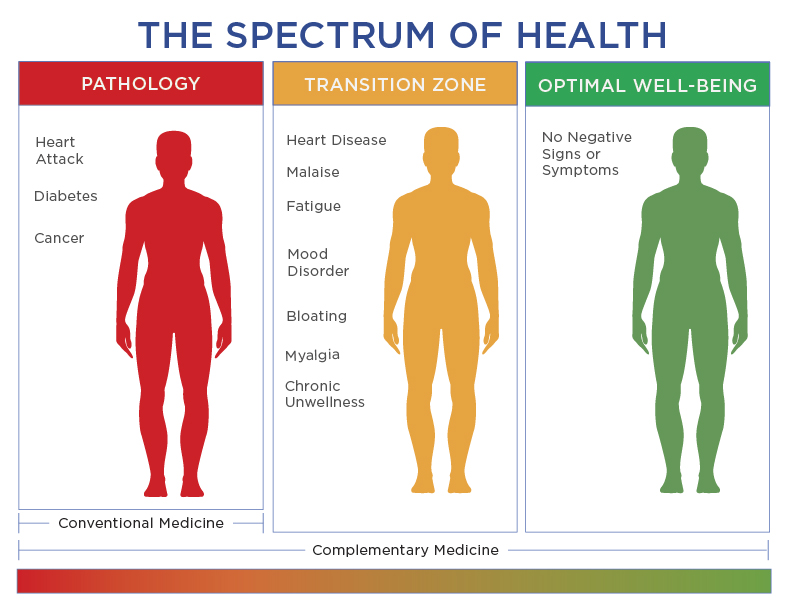 THE SPECTRUM OF HEALTH
PATHOLOGY
Heart
Attack
Diabetes
Cancer
TRANSITION ZONE
Heart Disease
Malaise
Fatigue
Mood
Disorder
Bloating
Myalgia
Chronic
Unwellness
OPTIMAL WELL-BEING
No Negative
Signs or
Symptoms
Conventional Medicine
Complementary Medicine